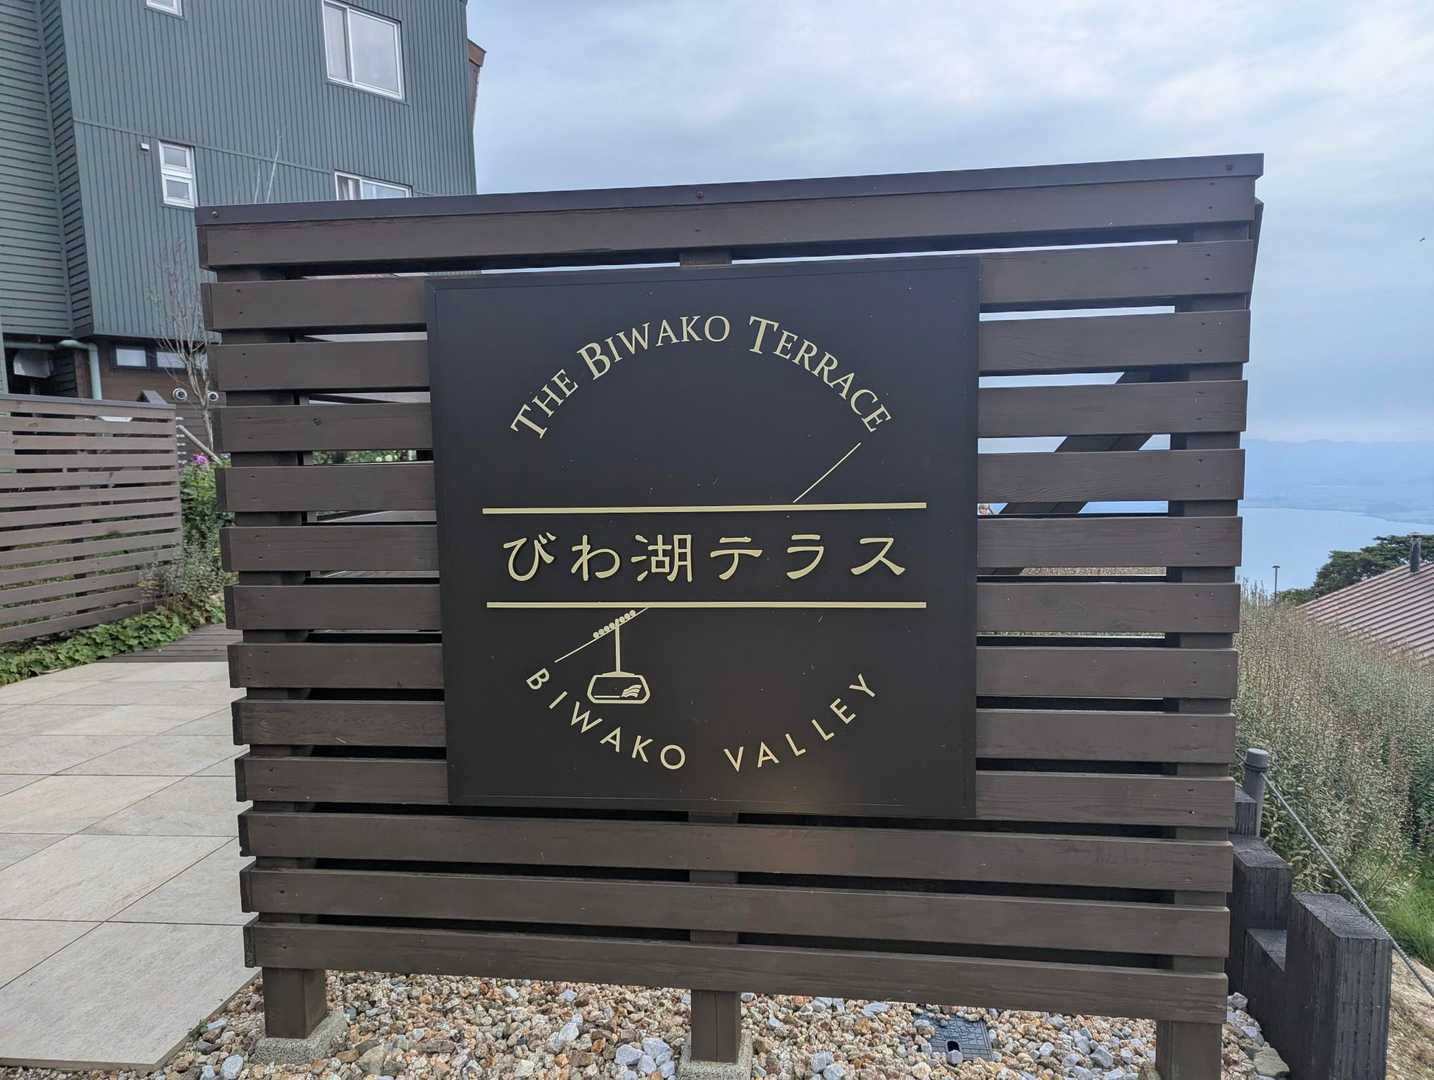 THE BIWAKO TERRACE
びわ湖テラス
BIWAKO VALLEY